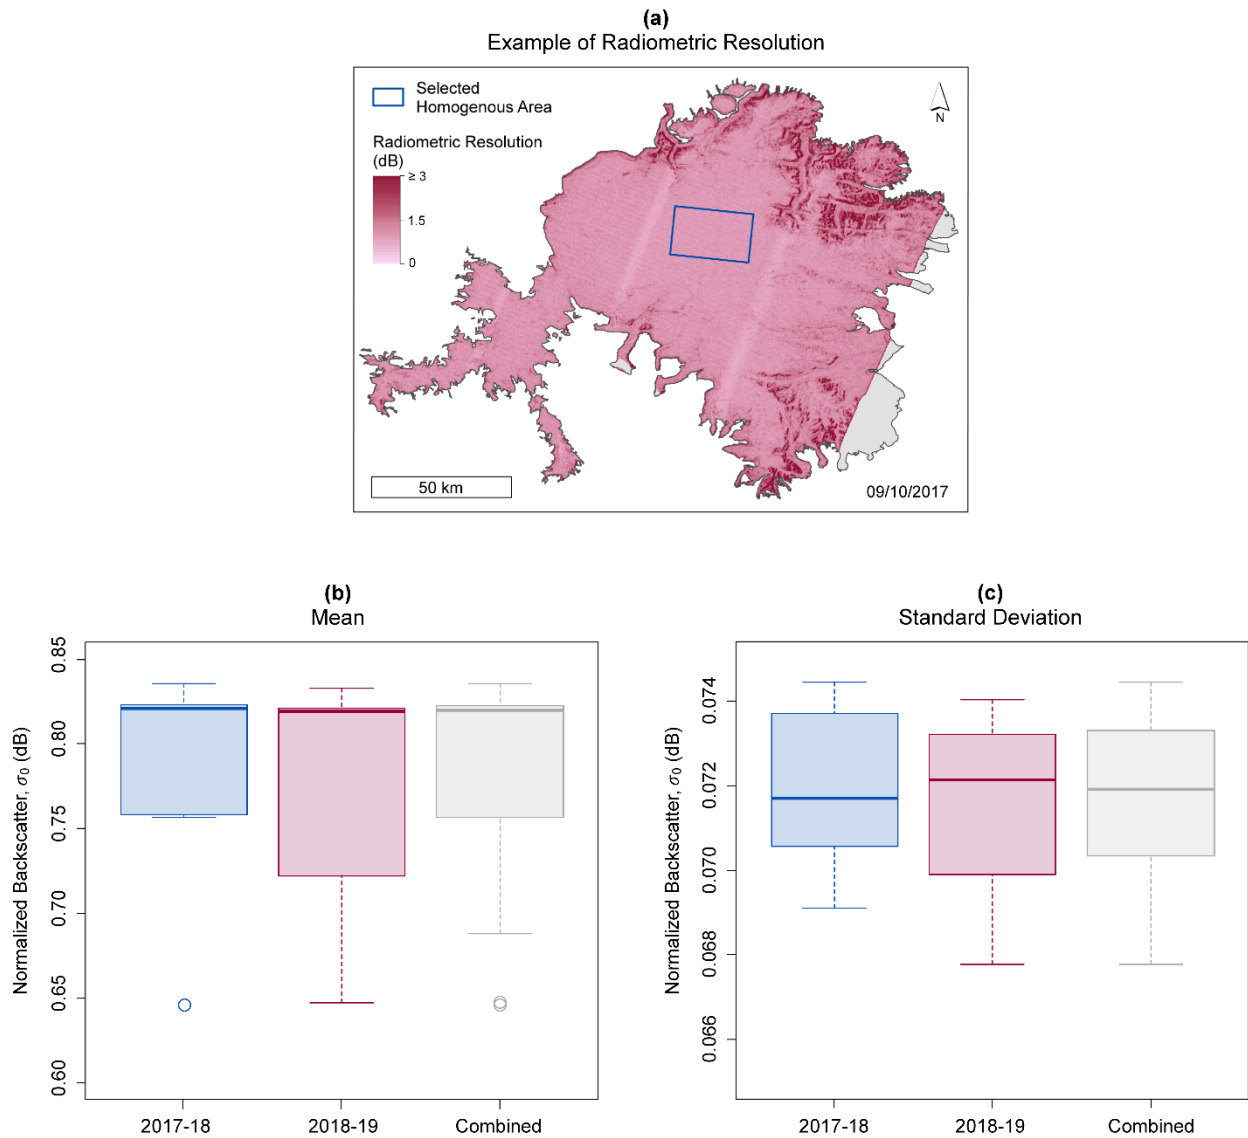 (a)
Example of Radiometric Resolution
Selected
Homogenous Area
N
Radiometric Resolution
(dB)
≥ 3
1.5
0
50 km
09/10/2017
(b)
Mean
Normalized Backscatter, σ₀ (dB)
0.85
0.80
0.75
0.70
0.65
0.60
2017-18
2018-19
Combined
(c)
Standard Deviation
Normalized Backscatter, σ₀ (dB)
0.074
0.072
0.070
0.068
0.066
2017-18
2018-19
Combined